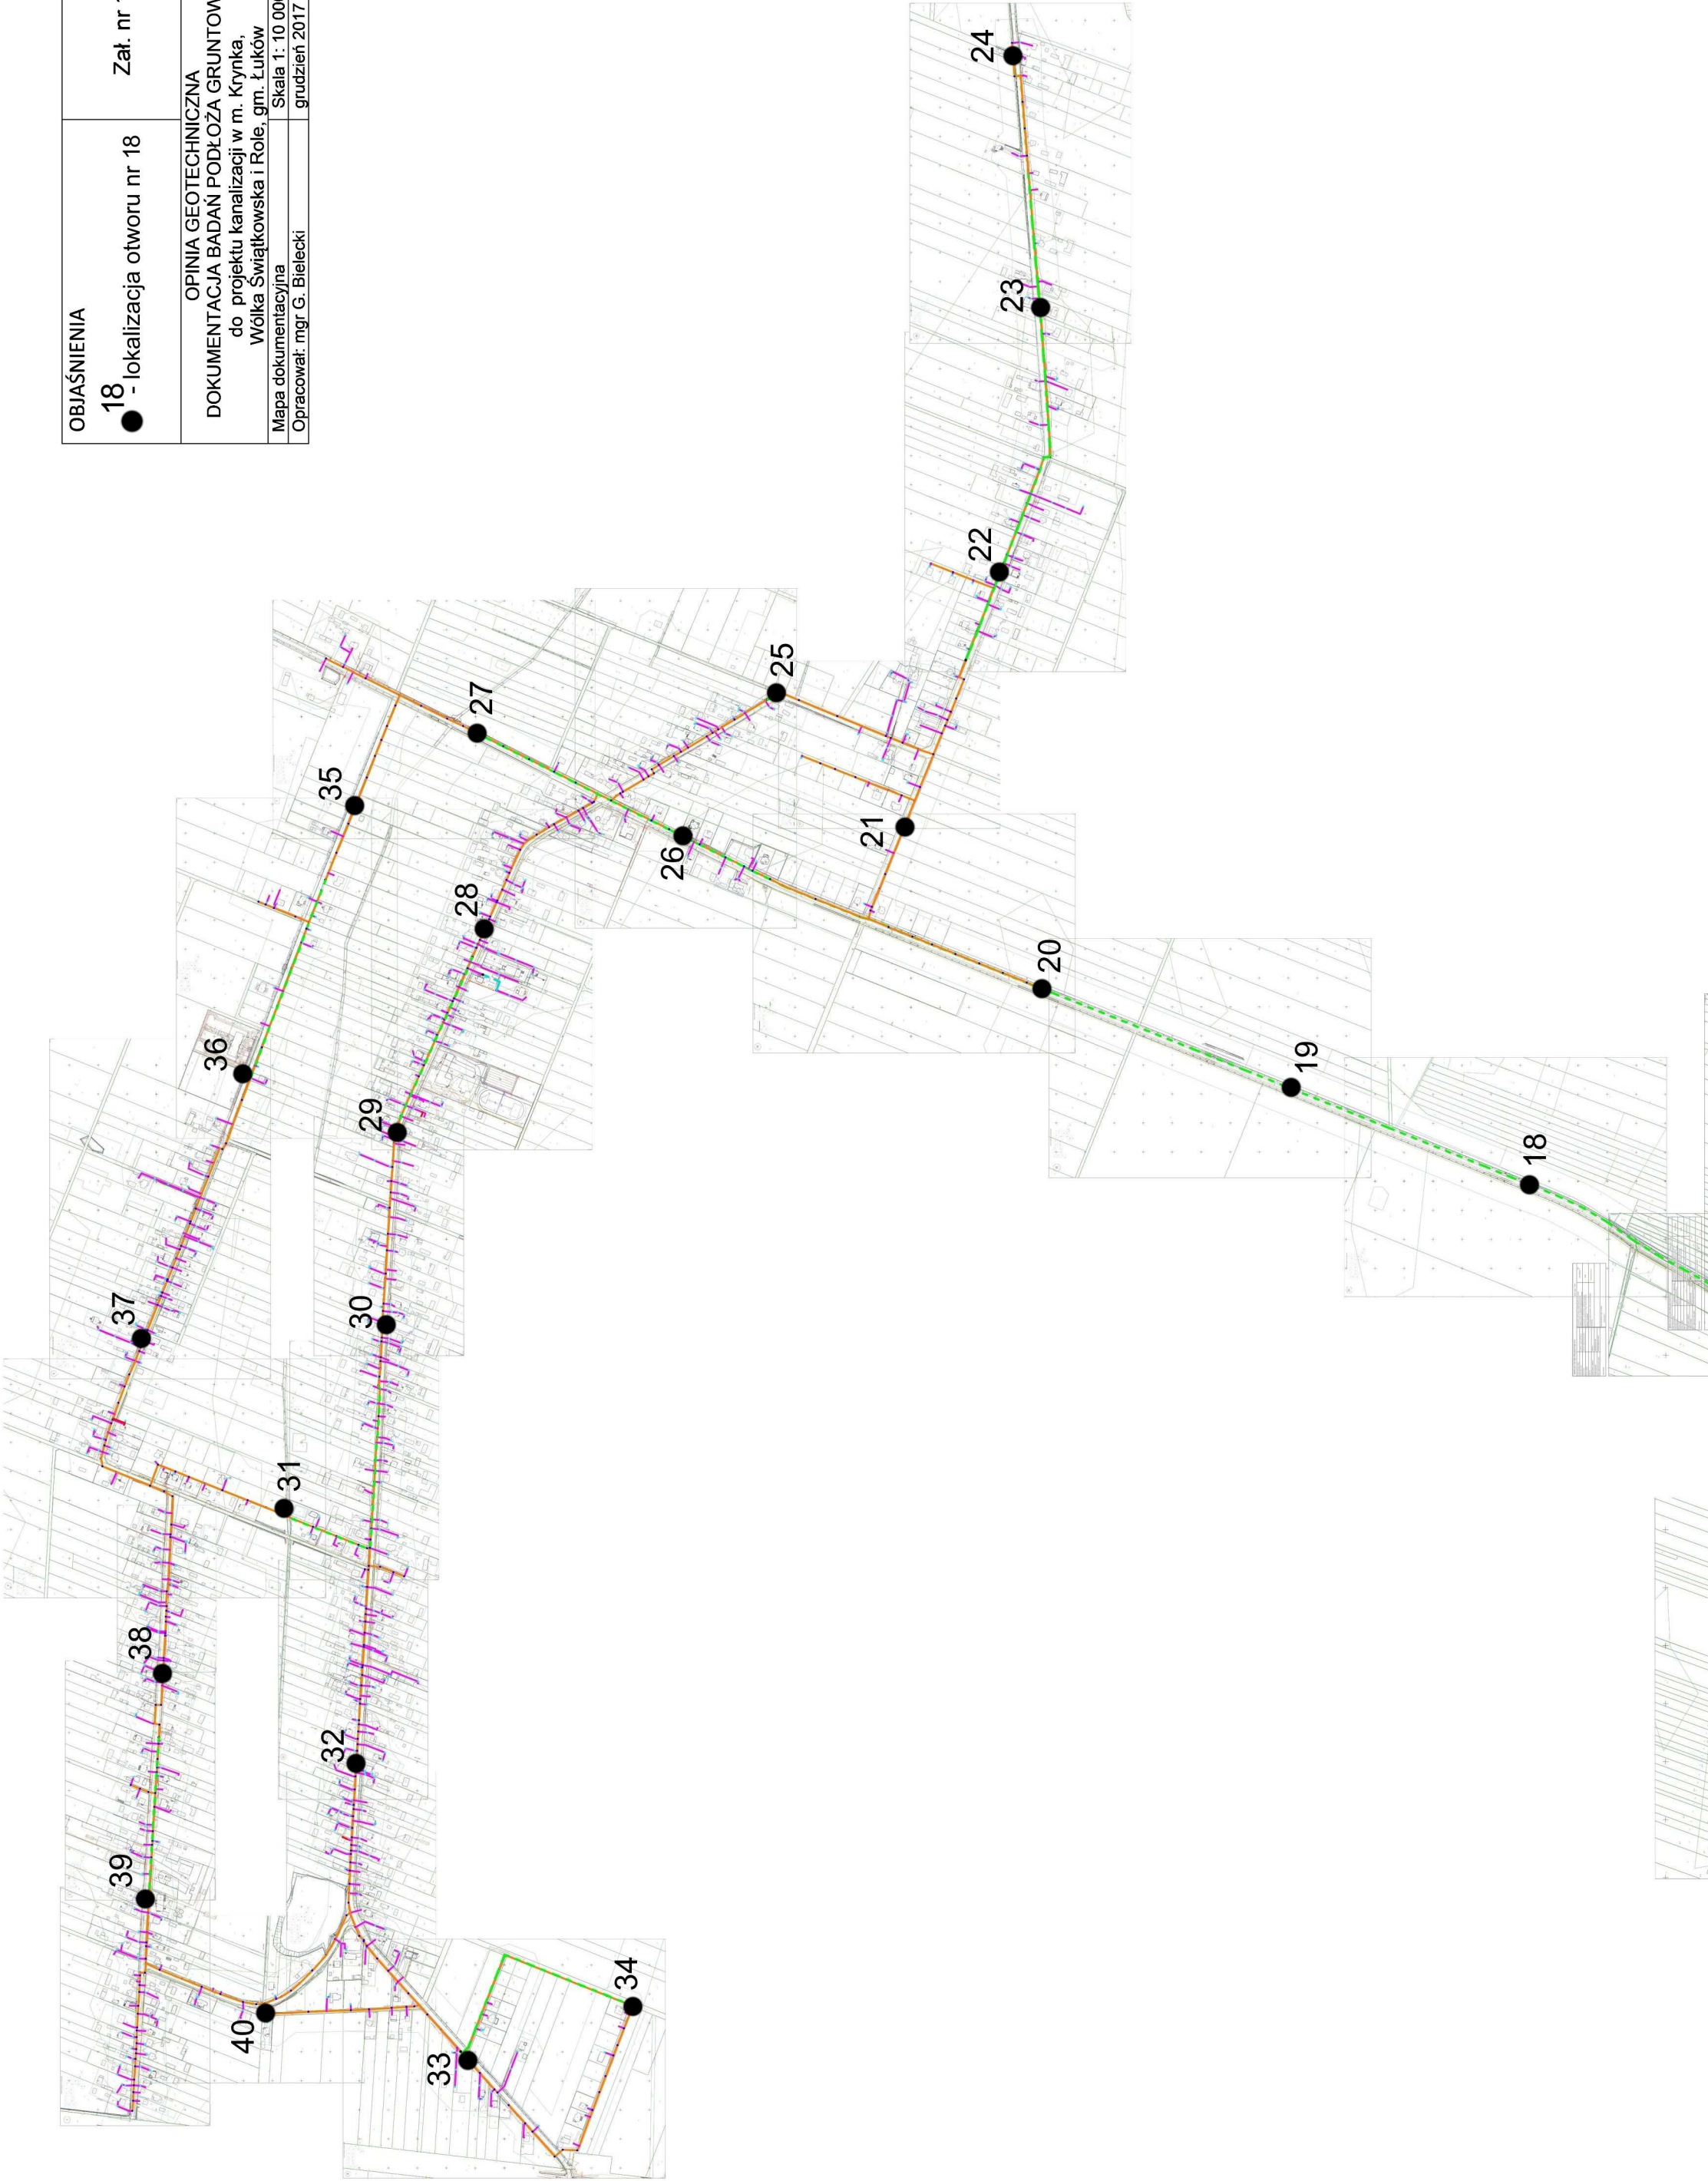 OBJAŚNIENIA
18
- lokalizacja otworu nr 18
Zał. nr
OPINIA GEOTECHNICZNA
DOKUMENTACJA BADAŃ PODŁOŻA GRUNTOW
do projektu kanalizacji w m. Krynka,
Wólka Świątkowska i Role, gm. Łuków
Mapa dokumentacyjna
Skala 1: 10 00
Opracował: mgr G. Bielecki
grudzień 2017
24
23
22
25
27
35
21
26
28
20
36
19
29
18
37
30
31
38
32
39
34
40
33